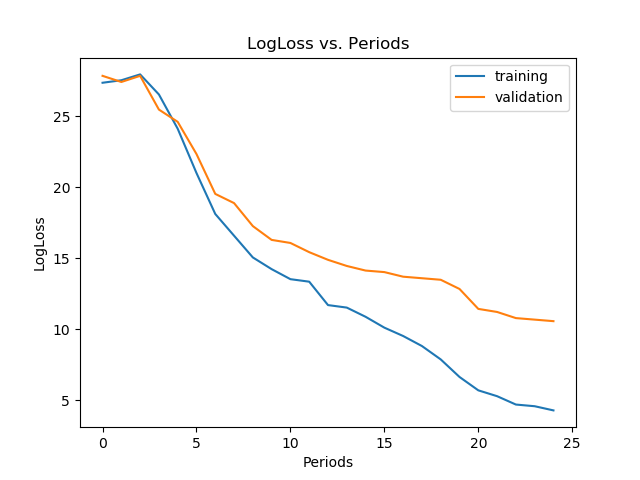 LogLoss vs. Periods
training
validation
LogLoss
25
20
15
10
5
0 5 10 15 20 25
Periods